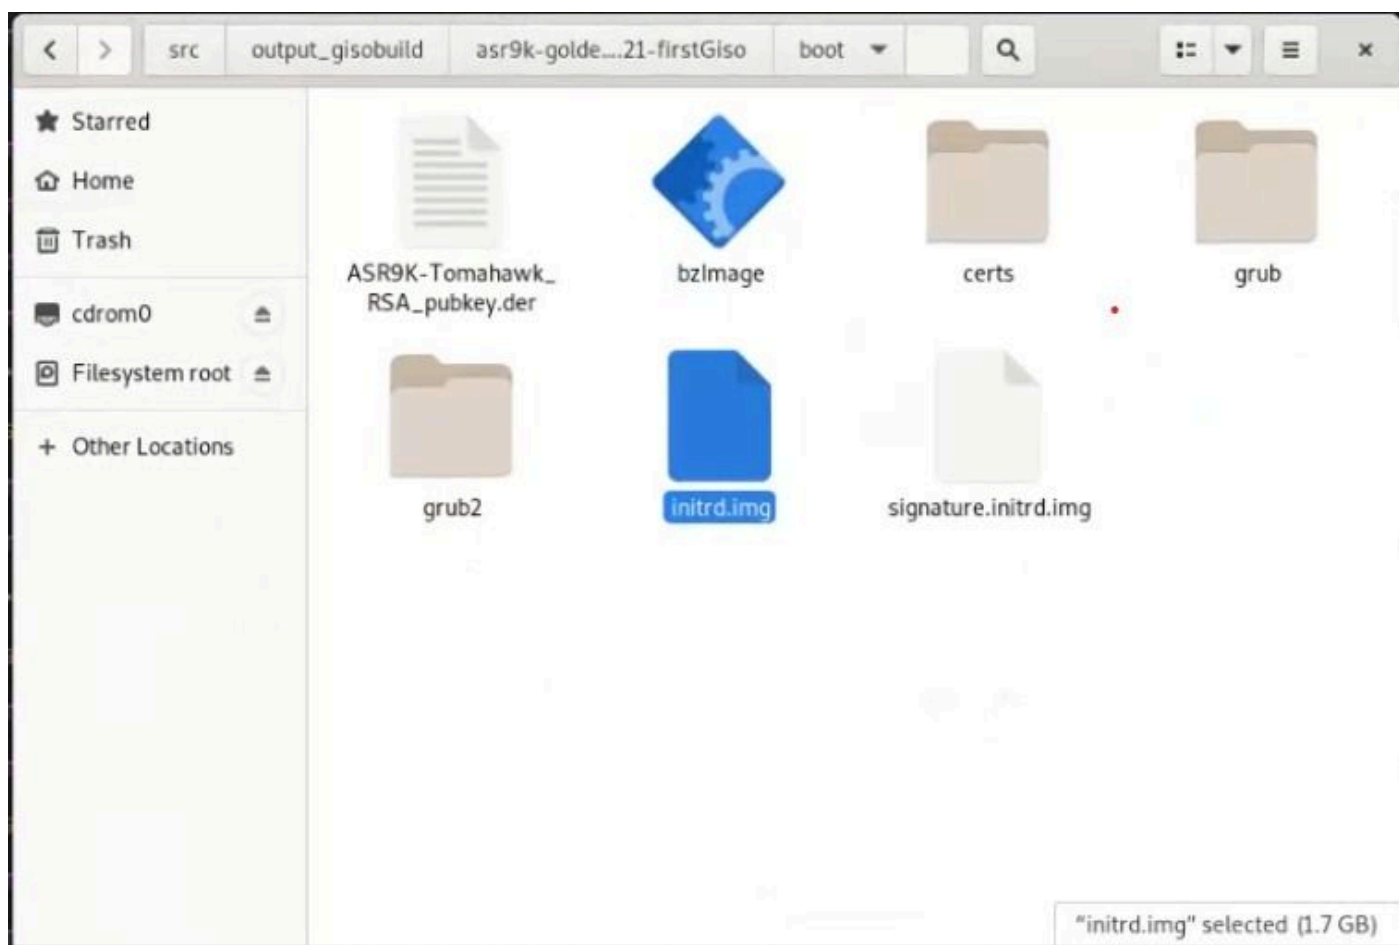 src output_gisobuild asr9k-golde....21-firstGiso boot
Starred
Home
Trash
cdrom0
Filesystem root
+ Other Locations
ASR9K-Tomahawk_
RSA_pubkey.der
bzImage
certs
grub
grub2
initrd.img
signature.initrd.img
"initrd.img" selected (1.7 GB)